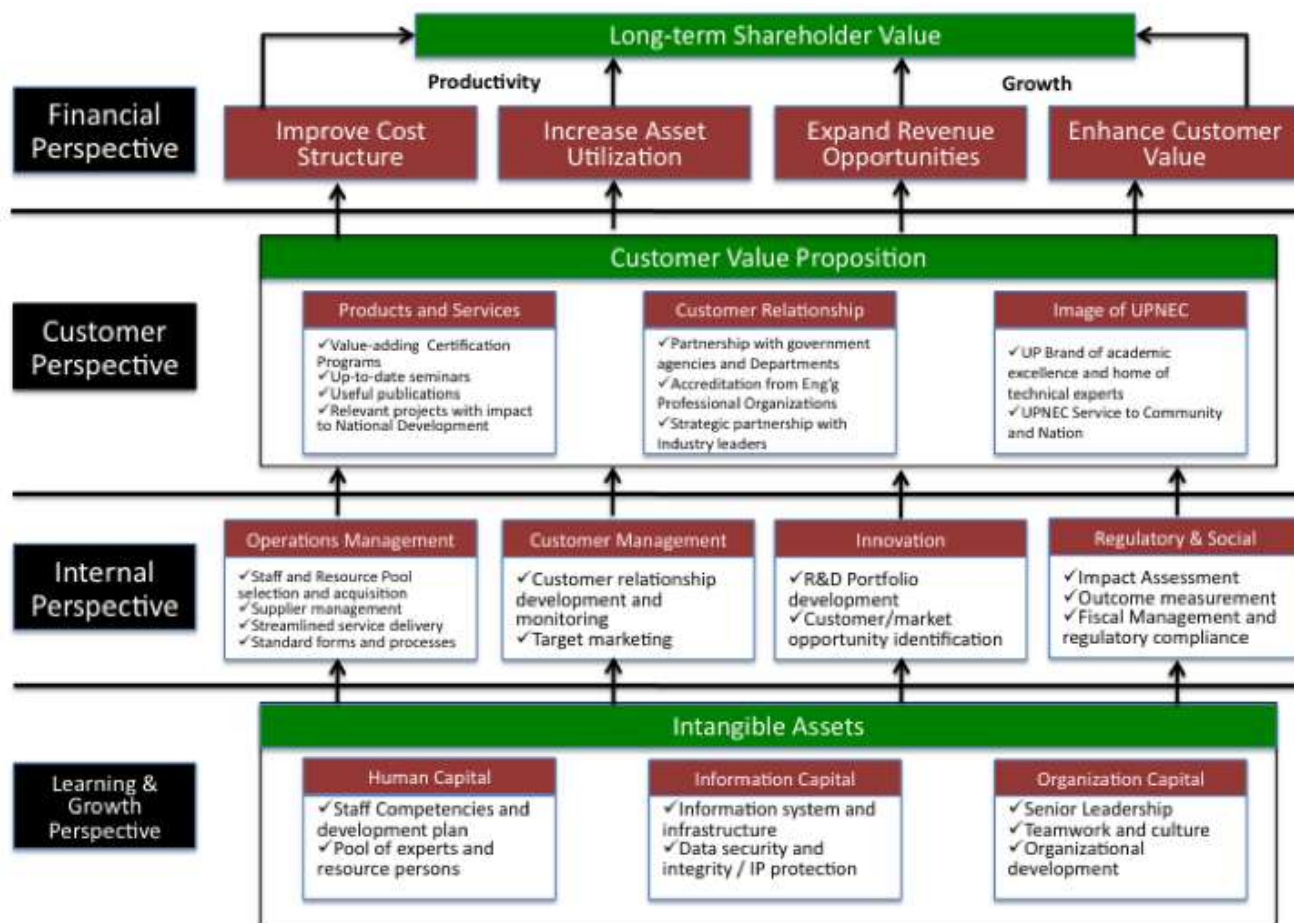 Long-term Shareholder Value
Productivity
Growth
Financial
Perspective
Improve Cost
Structure
Increase Asset
Utilization
Expand Revenue
Opportunities
Enhance Customer
Value
Customer Value Proposition
Customer
Perspective
Products and Services
✓Value-adding Certification
Programs
✓Up-to-date seminars
✓Useful publications
✓Relevant projects with impact
to National Development
Customer Relationship
✓Partnership with government
agencies and Departments
✓Accreditation from Eng'g
Professional Organizations
✓Strategic partnership with
Industry leaders
Image of UPNEC
✓UP Brand of academic
excellence and home of
technical experts
✓UPNEC Service to Community
and Nation
Internal
Perspective
Operations Management
✓Staff and Resource Pool
selection and acquisition
✓Supplier management
✓Streamlined service delivery
✓Standard forms and processes
Customer Management
✓Customer relationship
development and
monitoring
✓Target marketing
Innovation
✓R&D Portfolio
development
✓Customer/market
opportunity identification
Regulatory & Social
✓Impact Assessment
✓Outcome measurement
✓Fiscal Management and
regulatory compliance
Intangible Assets
Learning &
Growth
Perspective
Human Capital
✓Staff Competencies and
development plan
✓Pool of experts and
resource persons
Information Capital
✓Information system and
infrastructure
✓Data security and
integrity / IP protection
Organization Capital
✓Senior Leadership
✓Teamwork and culture
✓Organizational
development